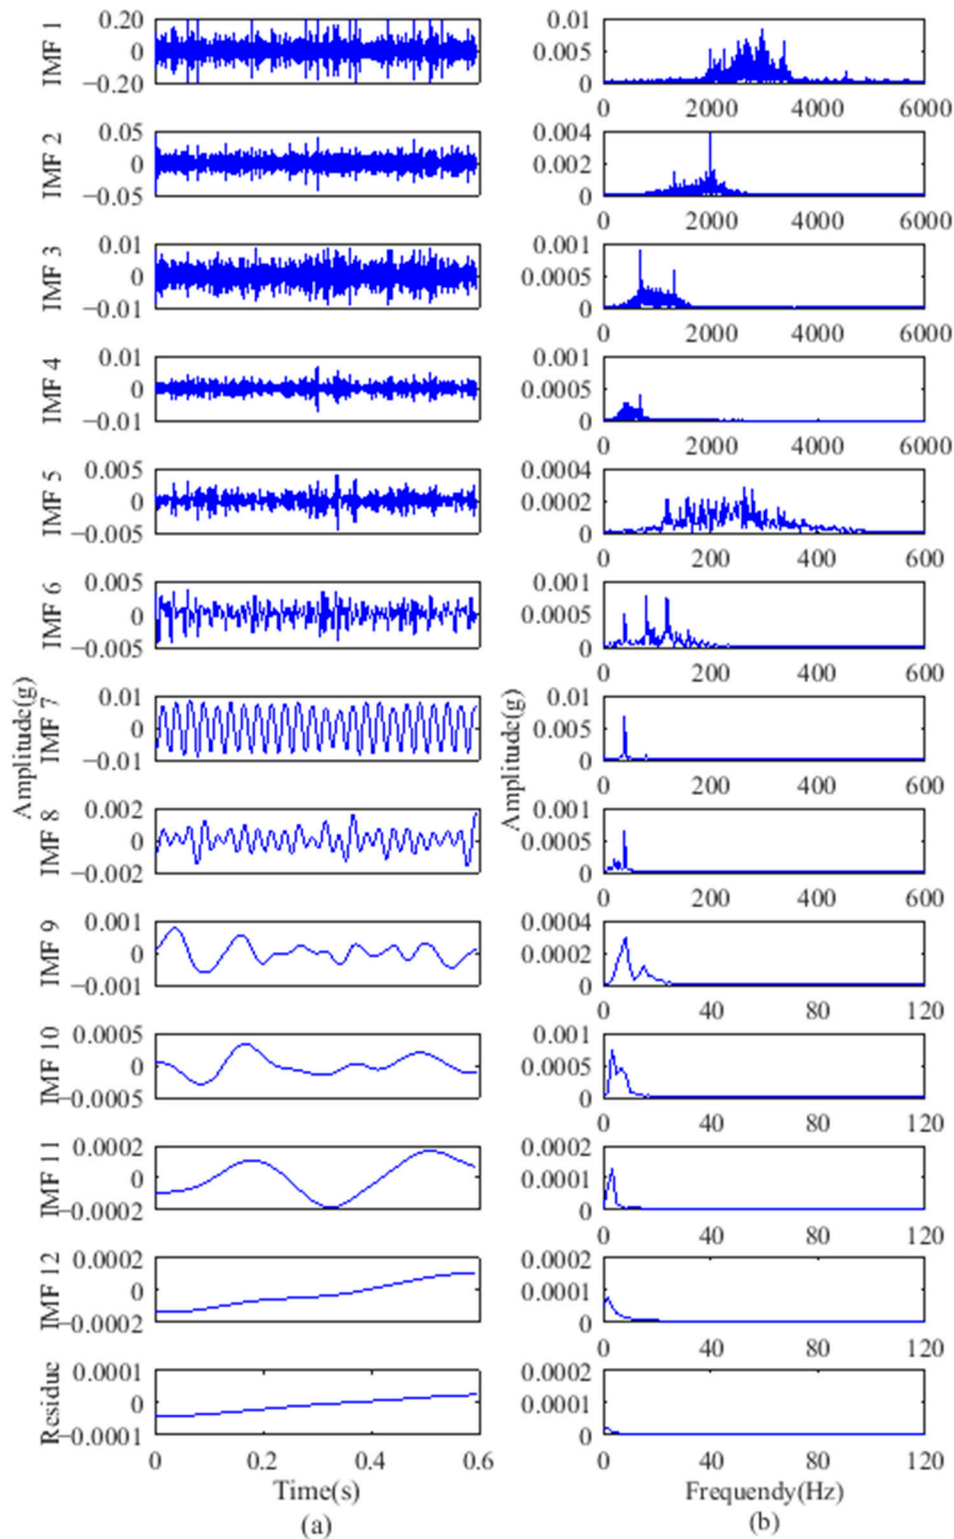 IMF 1 0.20 0 −0.20 0.01 0.005 0
0 2000 4000 6000
IMF 2 0.05 0 −0.05 0.004 0.002 0
0 2000 4000 6000
IMF 3 0.01 0 −0.01 0.001 0.0005 0
0 2000 4000 6000
IMF 4 0.01 0 −0.01 0.001 0.0005 0
0 2000 4000 6000
IMF 5 0.005 0 −0.005 0.0004 0.0002 0
0 200 400 600
IMF 6 0.005 0 −0.005 0.001 0.0005 0
0 200 400 600
Amplitude(g)
IMF 7 0.01 0 −0.01
Amplitude(g)
0.01 0.005 0
0 200 400 600
IMF 8 0.002 0 −0.002 0.001 0.0005 0
0 200 400 600
IMF 9 0.001 0 −0.001 0.0004 0.0002 0
0 40 80 120
IMF 10 0.0005 0 −0.0005 0.001 0.0005 0
0 40 80 120
IMF 11 0.0002 0 −0.0002 0.0002 0.0001 0
0 40 80 120
IMF 12 0.0002 0 −0.0002 0.0002 0.0001 0
0 40 80 120
Residue 0.0001 0 −0.0001 0.0002 0.0001 0
0 0.2 0.4 0.6 0 40 80 120
Time(s) Frequendy(Hz)
(a) (b)